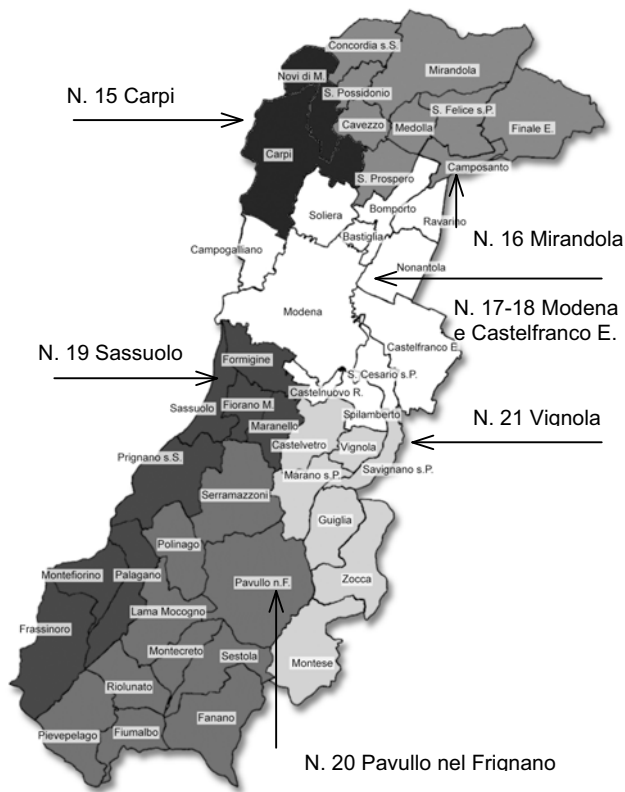 Concordia s.S.
Novi di M.
Mirandola
S. Possidonio
N. 15 Carpi
S. Felice s.P.
Cavezzo
Medolla
Finale E.
Carpi
Camposanto
S. Prospero
Soliera
Bomporto
Ravarino
Bastiglia
N. 16 Mirandola
Campogalliano
Nonantola
Modena
N. 17-18 Modena
e Castelfranco E.
Castelfranco E.
N. 19 Sassuolo
Formigine
S. Cesario s.P.
Castelnuovo R.
Sassuolo
Fiorano M.
Spilamberto
N. 21 Vignola
Maranello
Castelvetro
Vignola
Prignano s.S.
Marano s.P.
Savignano s.P.
Serramazzoni
Guiglia
Polinago
Montefiorino
Palagano
Pavullo n.F.
Zocca
Lama Mocogno
Frassinoro
Montecreto
Sestola
Montese
Riolunato
Fanano
Pievepelago
Fiumalbo
N. 20 Pavullo nel Frignano